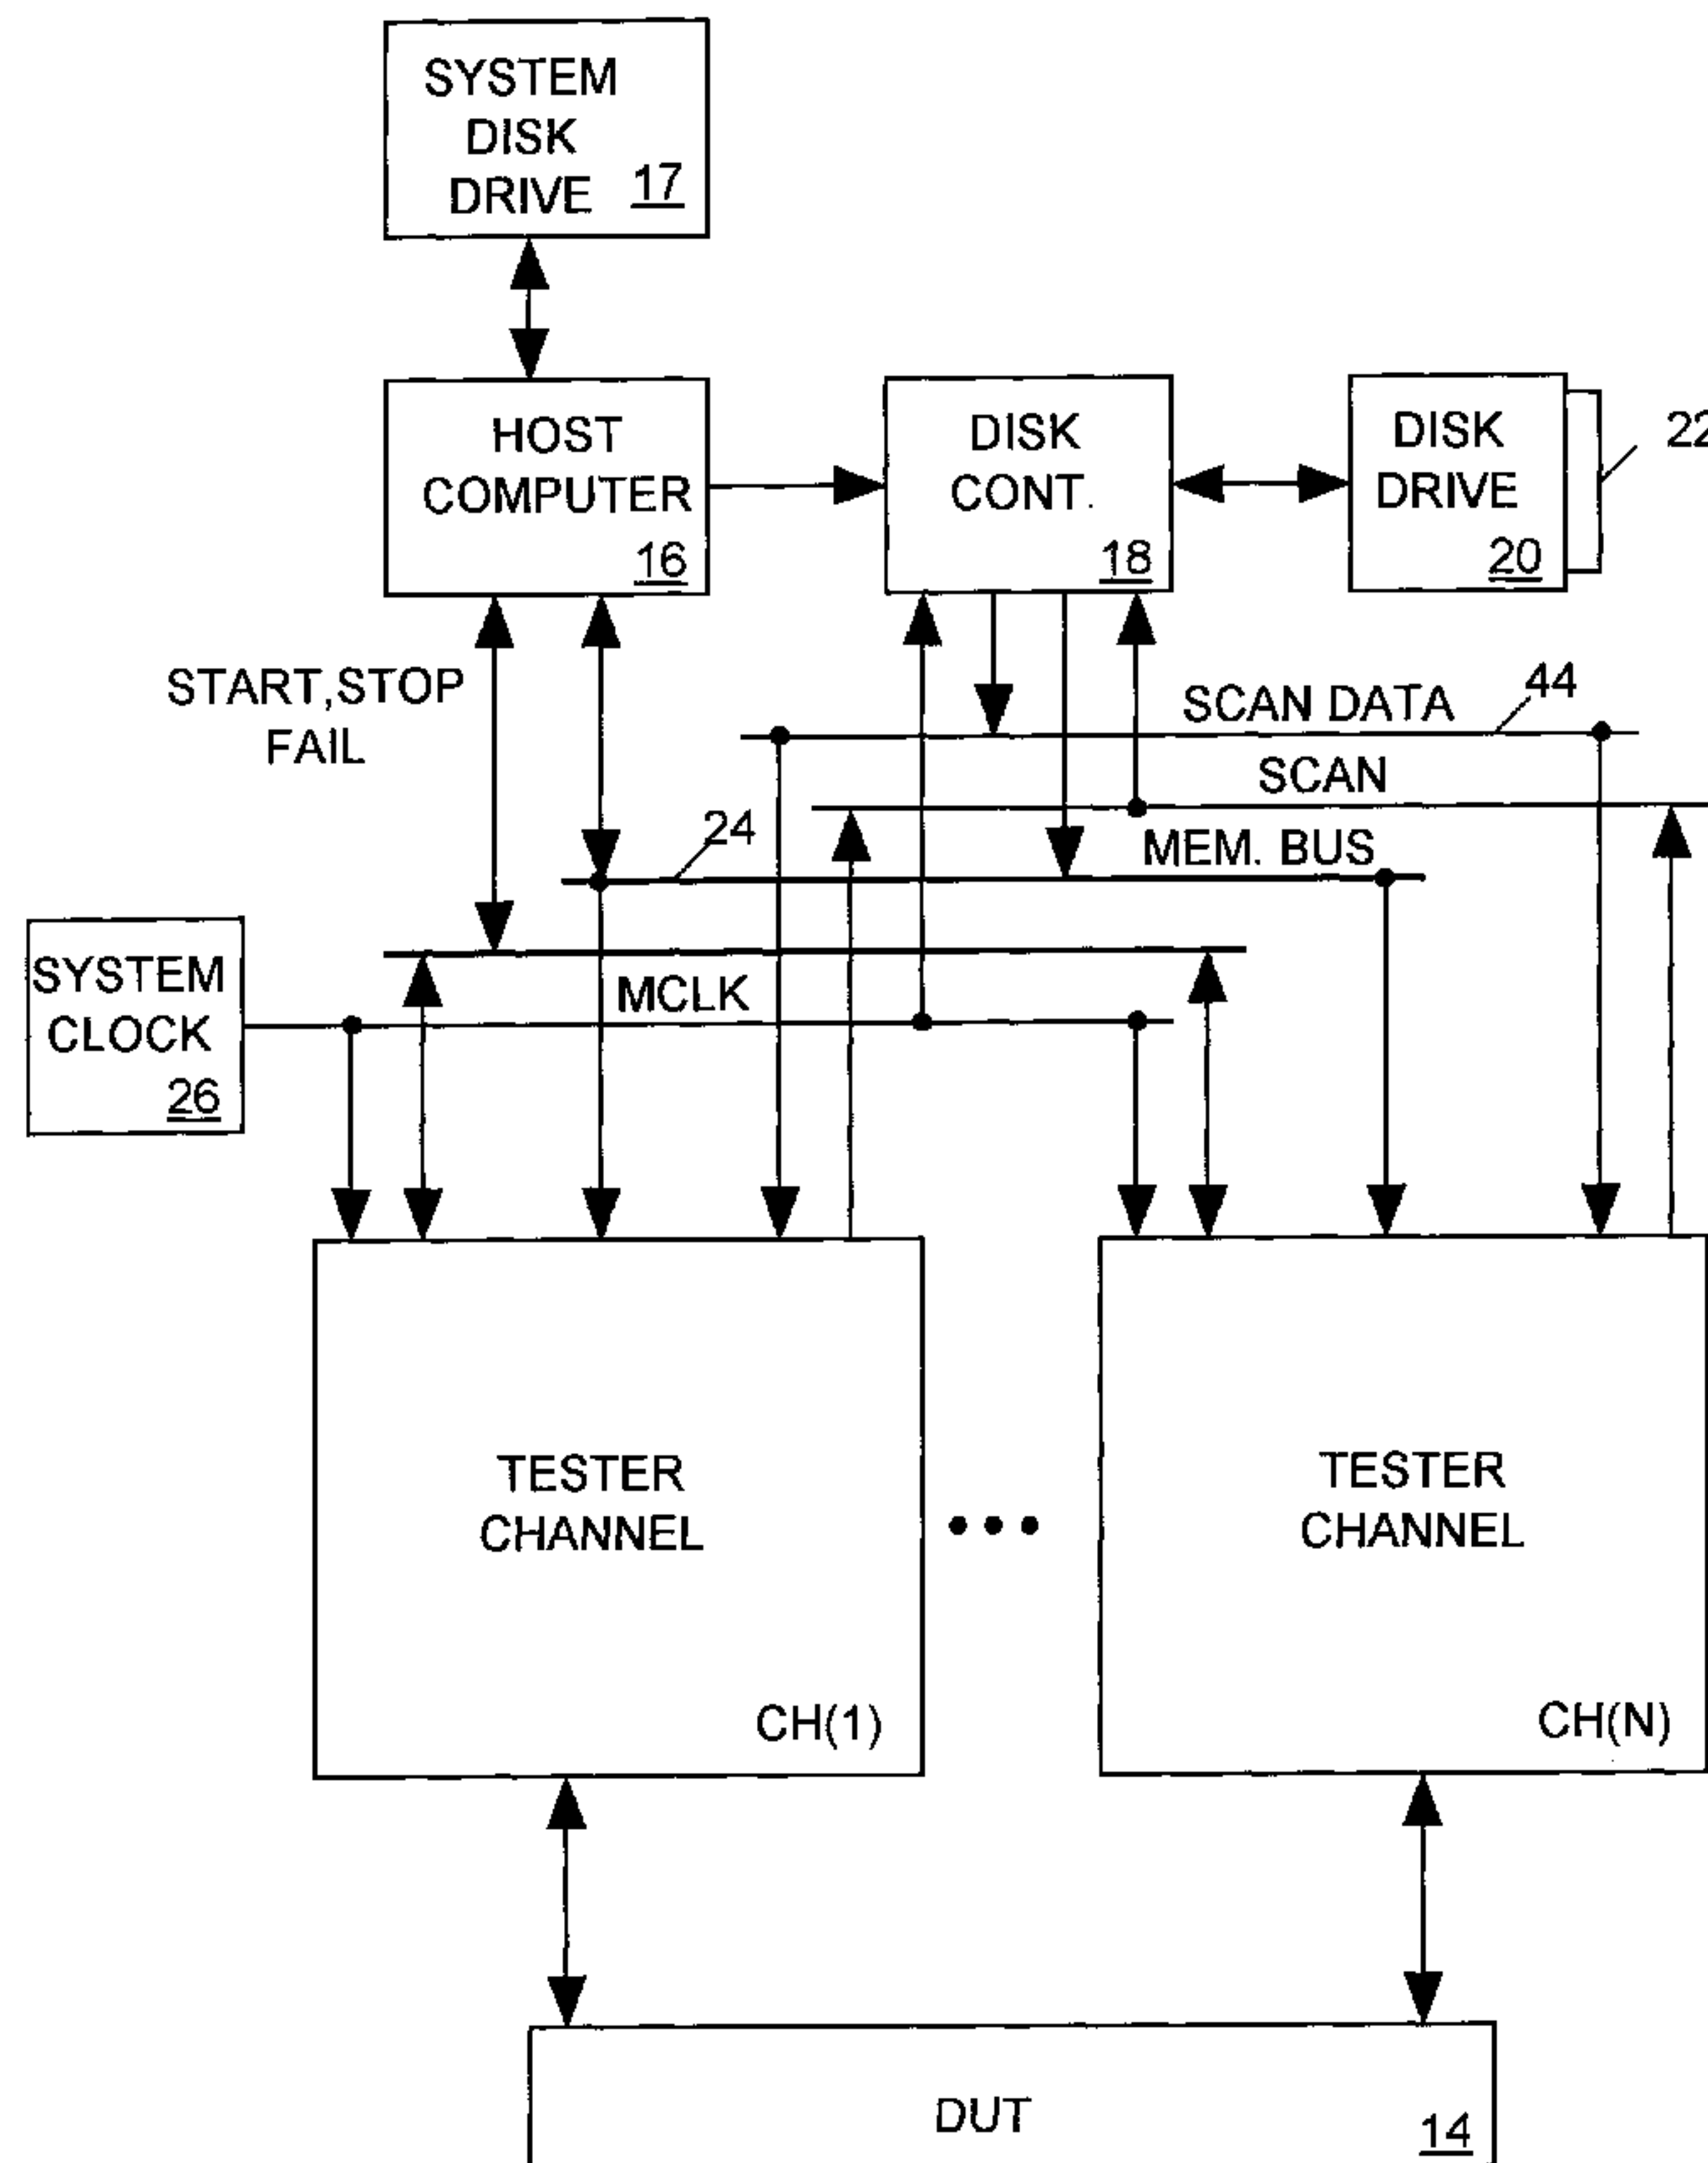 SYSTEM
DISK
DRIVE 17
HOST
COMPUTER
16
DISK
CONT.
18
DISK
DRIVE
20
22
START,STOP
FAIL
SCAN DATA
44
SCAN
24
MEM. BUS
SYSTEM
CLOCK
26
MCLK
TESTER
CHANNEL
CH(1)
TESTER
CHANNEL
CH(N)
DUT
14